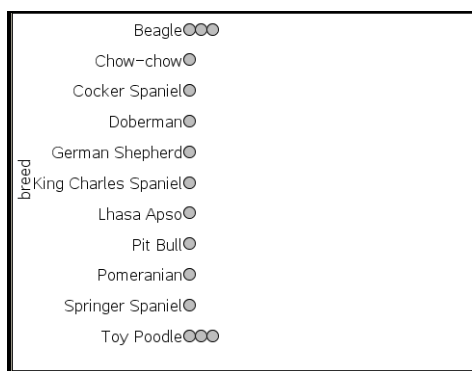 Beagle
Chow-chow
Cocker Spaniel
Doberman
German Shepherd
King Charles Spaniel
Lhasa Apso
Pit Bull
Pomeranian
Springer Spaniel
Toy Poodle
breed